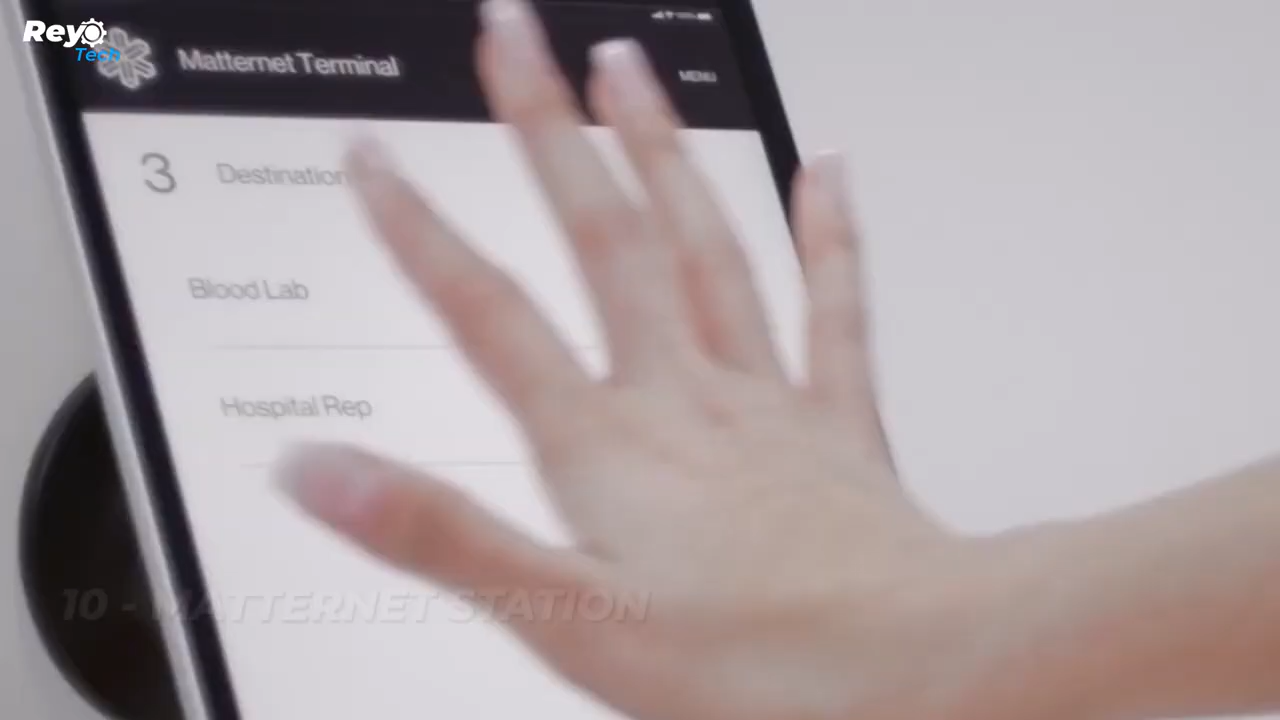 Reyo
Tech
Matternet Terminal
MENU
3 Destination
Blood Lab
Hospital Rep
10 - MATTERNET STATION